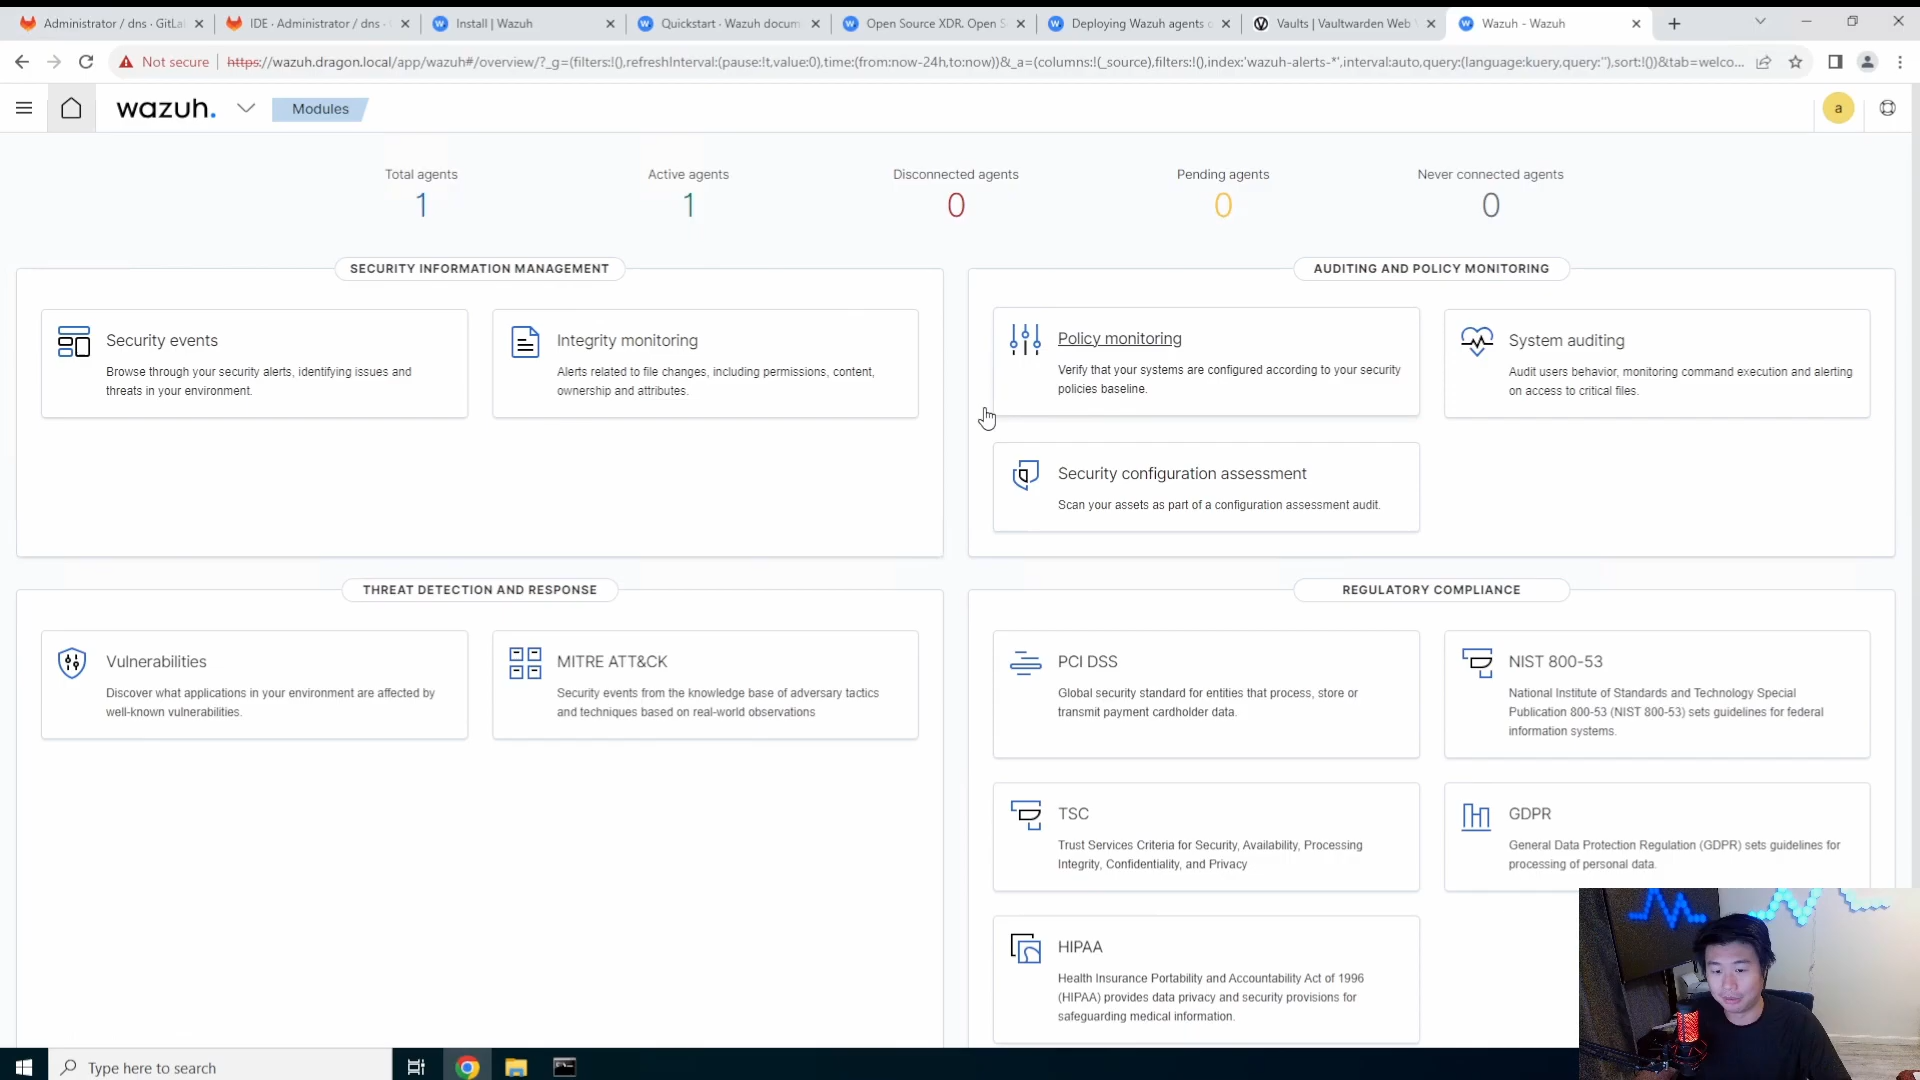 Administrator / dns · GitLa
IDE · Administrator / dns ·
Install | Wazuh
Quickstart · Wazuh docum
Open Source XDR. Open S
Deploying Wazuh agents o
Vaults | Vaultwarden Web
Wazuh - Wazuh
Not secure
https://wazuh.dragon.local/app/wazuh#/overview/?_g=(filters:!(),refreshInterval:(pause:!t,value:0),time:(from:now-24h,to:now))&_a=(columns:!(_source),filters:!(),index:'wazuh-alerts-*',interval:auto,query:(language:kuery,query:''),sort:!())&tab=welco...
wazuh.
Modules
a
Total agents
1
Active agents
1
Disconnected agents
0
Pending agents
0
Never connected agents
0
SECURITY INFORMATION MANAGEMENT
Security events
Browse through your security alerts, identifying issues and
threats in your environment.
Integrity monitoring
Alerts related to file changes, including permissions, content,
ownership and attributes.
AUDITING AND POLICY MONITORING
Policy monitoring
Verify that your systems are configured according to your security
policies baseline.
System auditing
Audit users behavior, monitoring command execution and alerting
on access to critical files.
Security configuration assessment
Scan your assets as part of a configuration assessment audit.
THREAT DETECTION AND RESPONSE
Vulnerabilities
Discover what applications in your environment are affected by
well-known vulnerabilities.
MITRE ATT&CK
Security events from the knowledge base of adversary tactics
and techniques based on real-world observations
REGULATORY COMPLIANCE
PCI DSS
Global security standard for entities that process, store or
transmit payment cardholder data.
NIST 800-53
National Institute of Standards and Technology Special
Publication 800-53 (NIST 800-53) sets guidelines for federal
information systems.
TSC
Trust Services Criteria for Security, Availability, Processing
Integrity, Confidentiality, and Privacy
GDPR
General Data Protection Regulation (GDPR) sets guidelines for
processing of personal data.
HIPAA
Health Insurance Portability and Accountability Act of 1996
(HIPAA) provides data privacy and security provisions for
safeguarding medical information.
Type here to search